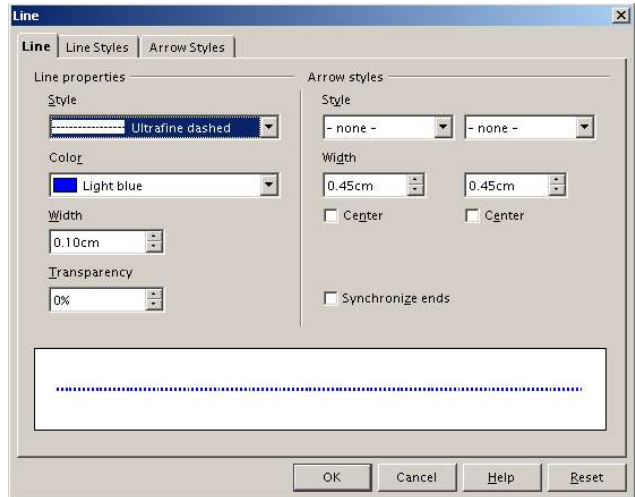 Line
Line Line Styles Arrow Styles
Line properties
Style
Ultrafine dashed
Color
Light blue
Width
0.10cm
Transparency
0%
Arrow styles
Style
- none - - none -
Width
0.45cm 0.45cm
Center Center
Synchronize ends
OK Cancel Help Reset